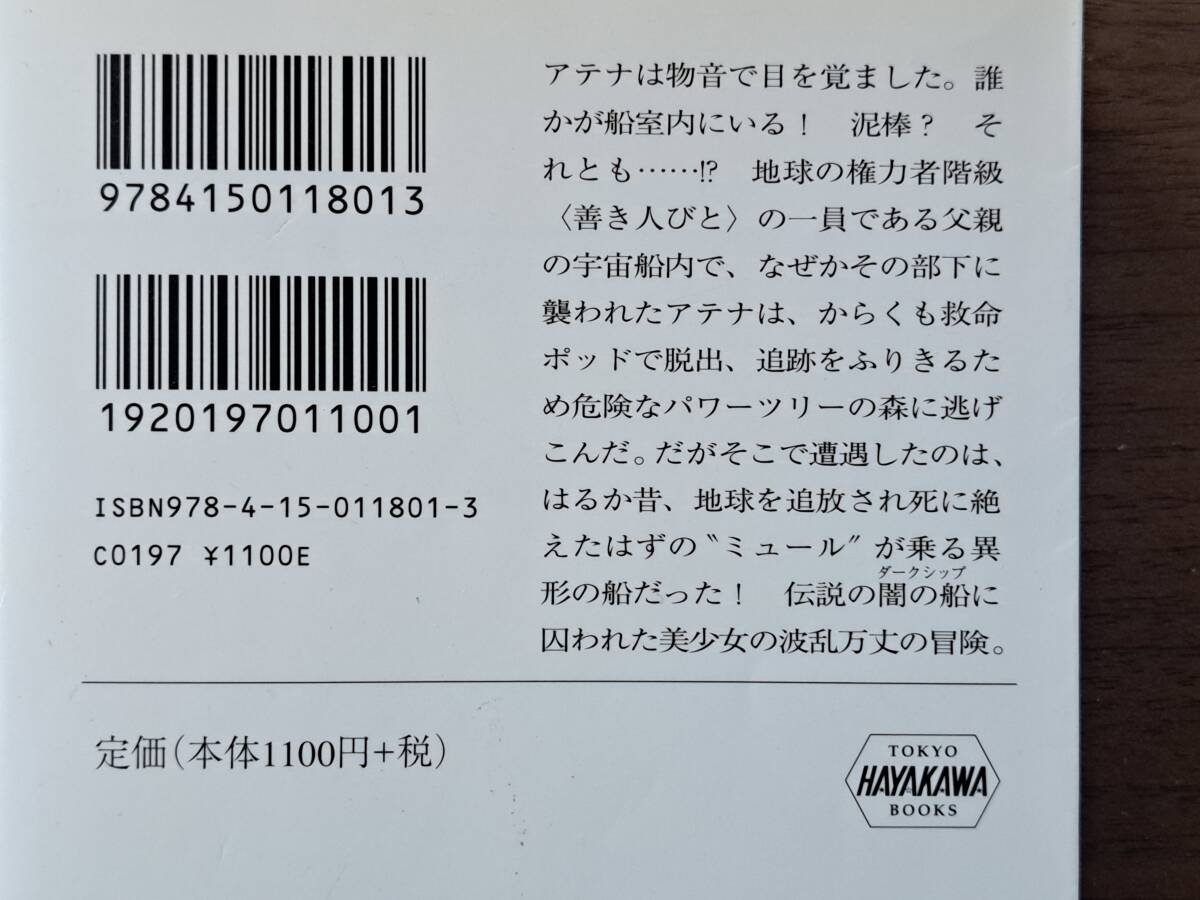 9784150118013
1920197011001
ISBN978-4-15-011801-3
C0197 ¥1100E
アテナは物音で目を覚ました。誰
かが船室内にいる！　泥棒？　そ
れとも……!?　地球の権力者階級
〈善き人びと〉の一員である父親
の宇宙船内で、なぜかその部下に
襲われたアテナは、からくも救命
ポッドで脱出、追跡をふりきるた
め危険なパワーツリーの森に逃げ
こんだ。だがそこで遭遇したのは、
はるか昔、地球を追放され死に絶
えたはずの〝ミュール〟が乗る異
ダークシップ
形の船だった！　伝説の闇の船に
囚われた美少女の波乱万丈の冒険。
定価(本体1100円+税)
TOKYO
HAYAKAWA
BOOKS